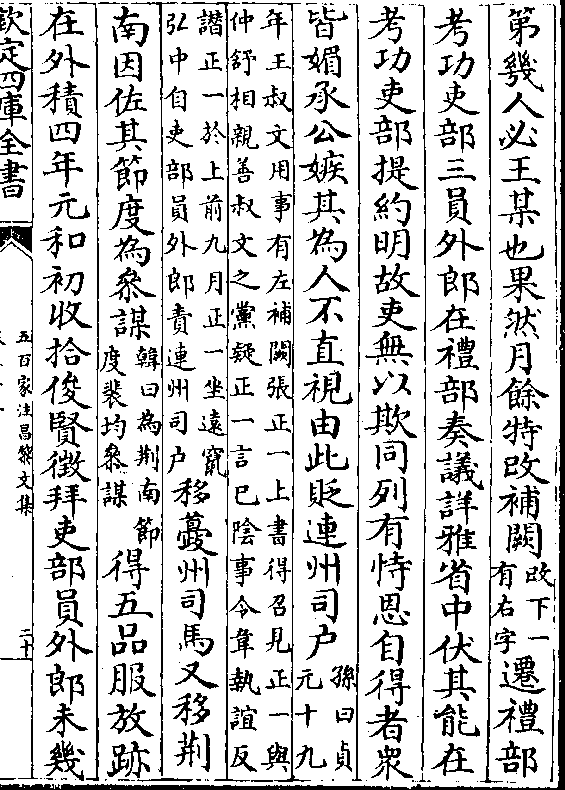 第幾人必王某也果然月餘特改補闕改下一有右字遷禮部
考功吏部三員外郎在禮部奏議詳雅省中伏其能在
考功吏部提約明故吏無以欺同列有恃恩自得者衆
皆媚承公嫉其為人不直視由此貶連州司户孫曰貞元十九
年王叔文用事有左補闕張正一上書得召見正一與
仲舒相親善叔文之黨疑正一言已陰事令韋執誼反
譖正一於上前九月正一坐逺竄
弘中自吏部員外郎責連州司户移䕫州司馬又移荆
南因佐其節度為參謀韓曰為荆南節度裴均參謀得五品服放跡
在外積四年元和初收拾俊賢徵拜吏部員外郎未幾
欽定四庫全書
五百家注昌黎文集
二十